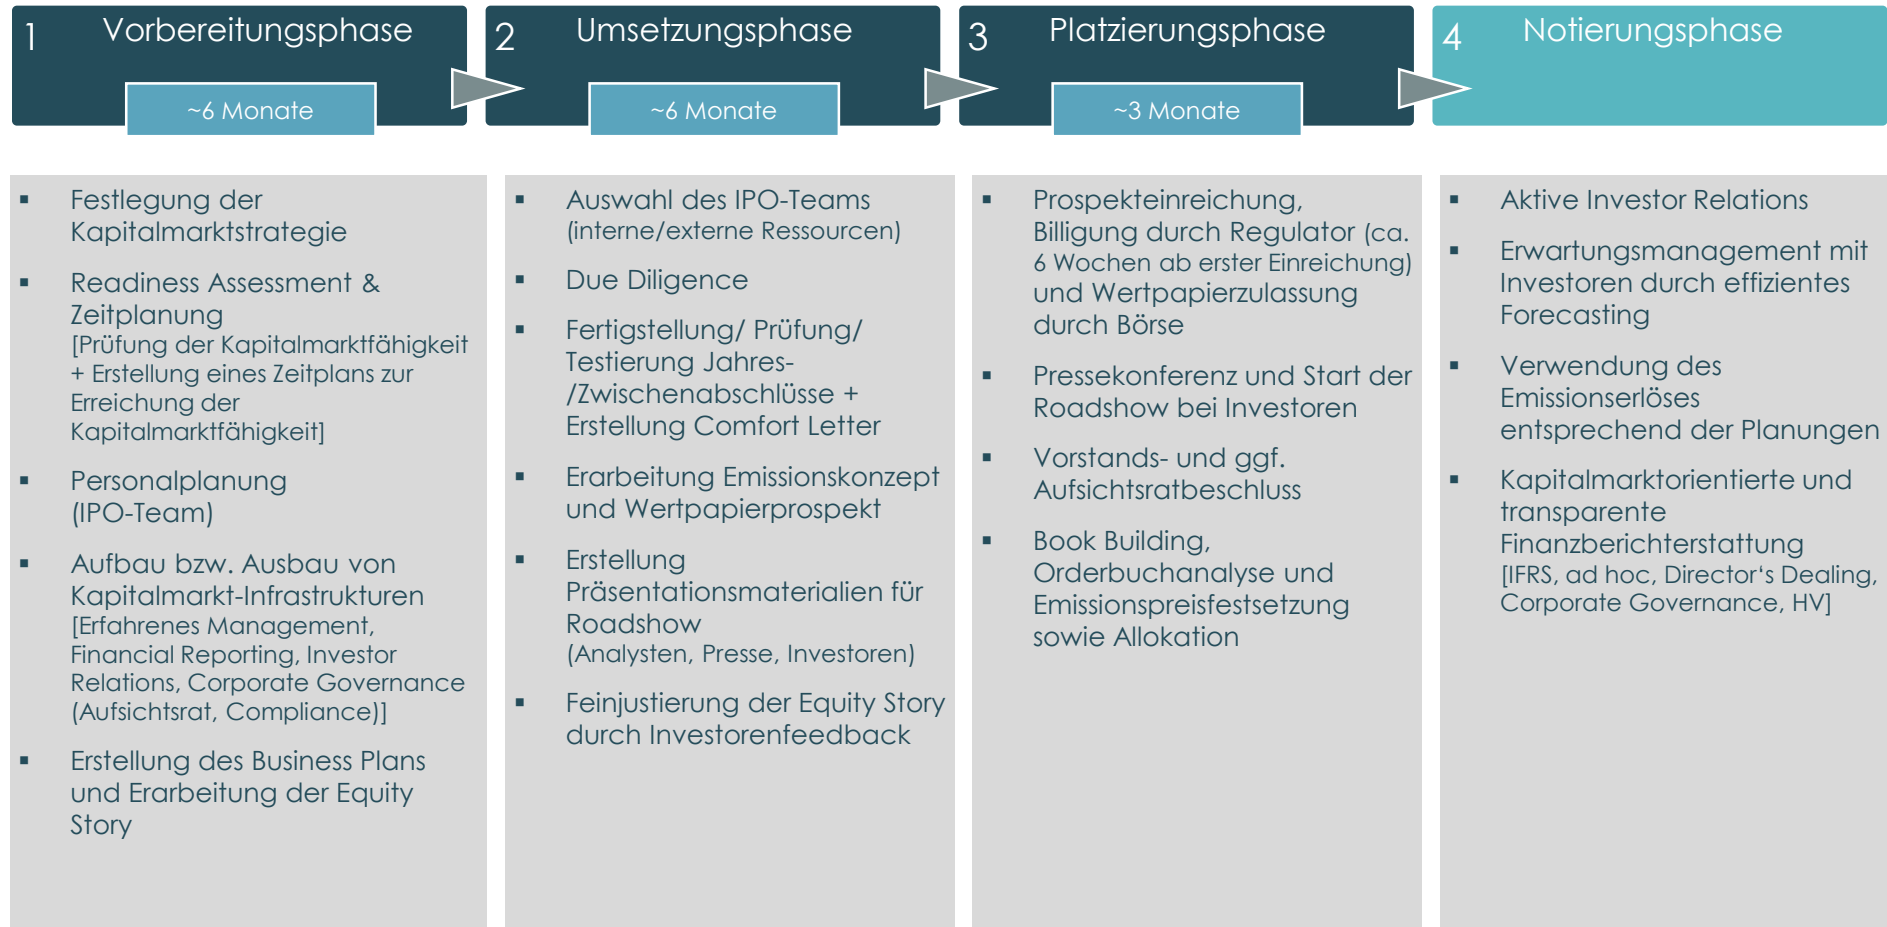 1 Vorbereitungsphase
~6 Monate
2 Umsetzungsphase
~6 Monate
3 Platzierungsphase
~3 Monate
4 Notierungsphase
▪ Festlegung der
Kapitalmarktstrategie
▪ Readiness Assessment &
Zeitplanung
[Prüfung der Kapitalmarktfähigkeit
+ Erstellung eines Zeitplans zur
Erreichung der
Kapitalmarktfähigkeit]
▪ Personalplanung
(IPO-Team)
▪ Aufbau bzw. Ausbau von
Kapitalmarkt-Infrastrukturen
[Erfahrenes Management,
Financial Reporting, Investor
Relations, Corporate Governance
(Aufsichtsrat, Compliance)]
▪ Erstellung des Business Plans
und Erarbeitung der Equity
Story
▪ Auswahl des IPO-Teams
(interne/externe Ressourcen)
▪ Due Diligence
▪ Fertigstellung/ Prüfung/
Testierung Jahres-
/Zwischenabschlüsse +
Erstellung Comfort Letter
▪ Erarbeitung Emissionskonzept
und Wertpapierprospekt
▪ Erstellung
Präsentationsmaterialien für
Roadshow
(Analysten, Presse, Investoren)
▪ Feinjustierung der Equity Story
durch Investorenfeedback
▪ Prospekteinreichung,
Billigung durch Regulator (ca.
6 Wochen ab erster Einreichung)
und Wertpapierzulassung
durch Börse
▪ Pressekonferenz und Start der
Roadshow bei Investoren
▪ Vorstands- und ggf.
Aufsichtsratbeschluss
▪ Book Building,
Orderbuchanalyse und
Emissionspreisfestsetzung
sowie Allokation
▪ Aktive Investor Relations
▪ Erwartungsmanagement mit
Investoren durch effizientes
Forecasting
▪ Verwendung des
Emissionserlöses
entsprechend der Planungen
▪ Kapitalmarktorientierte und
transparente
Finanzberichterstattung
[IFRS, ad hoc, Director‘s Dealing,
Corporate Governance, HV]